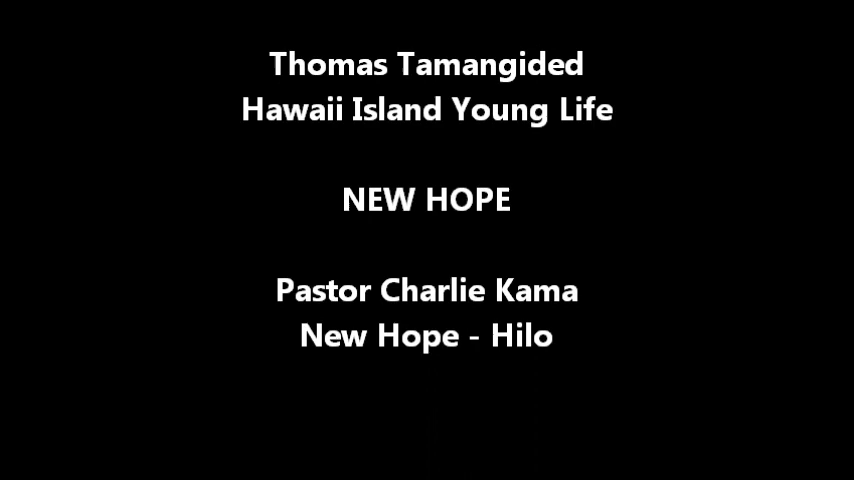 Thomas Tamangided
Hawaii Island Young Life
NEW HOPE
Pastor Charlie Kama
New Hope - Hilo